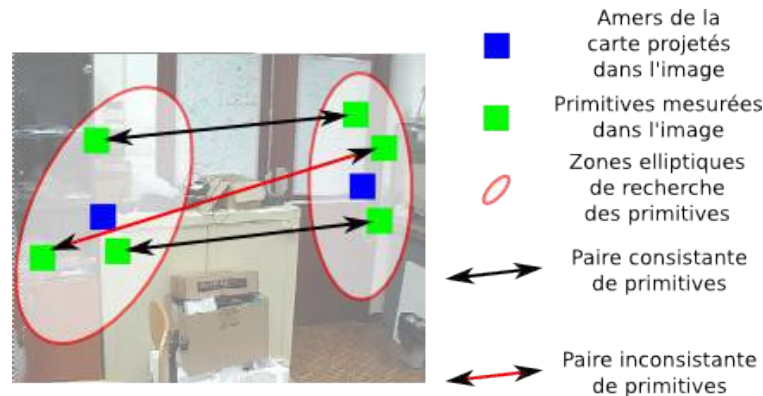 Amers de la
carte projetés
dans l'image
Primitives mesurées
dans l'image
Zones elliptiques
de recherche
des primitives
Paire consistante
de primitives
Paire inconsistante
de primitives